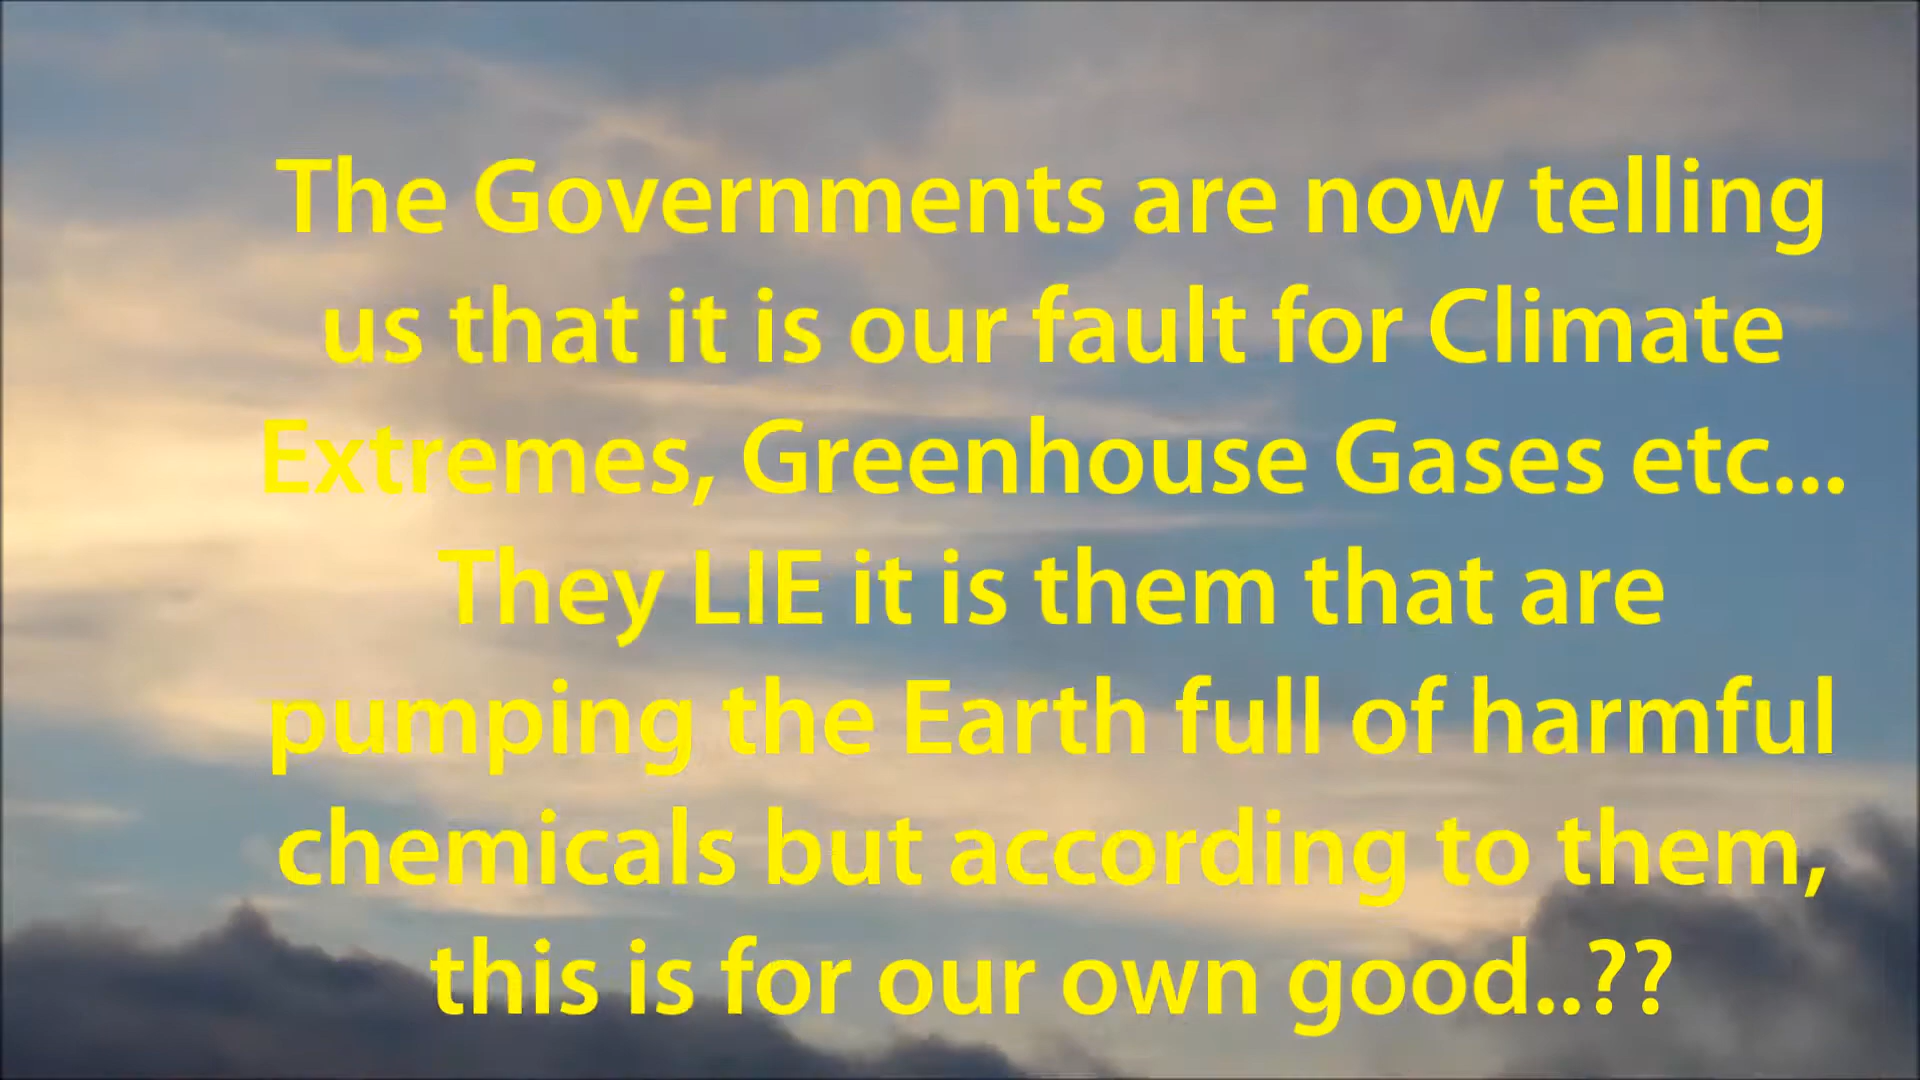 The Governments are now telling
us that it is our fault for Climate
Extremes, Greenhouse Gases etc...
They LIE it is them that are
pumping the Earth full of harmful
chemicals but according to them,
this is for our own good..??